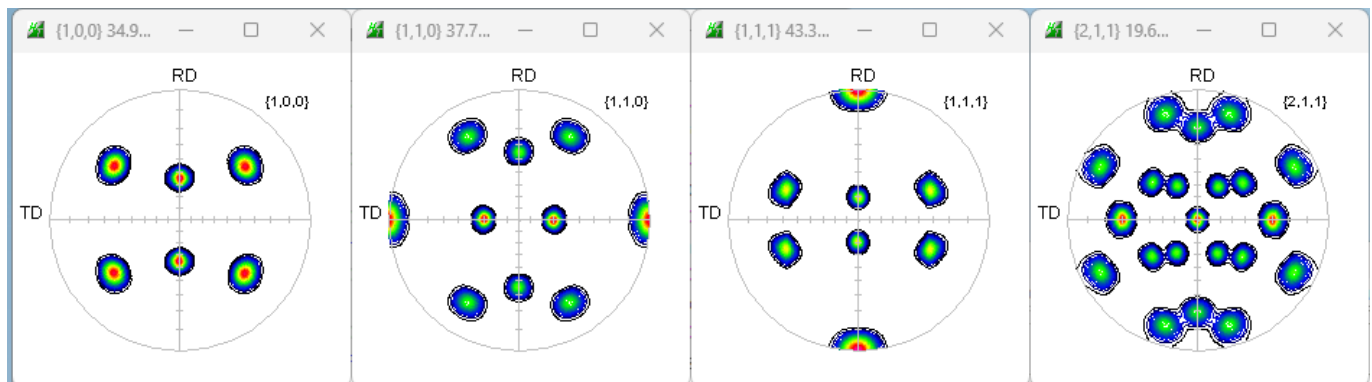 {1,0,0} 34.9...
RD
{1,0,0}
TD
{1,1,0} 37.7...
RD
{1,1,0}
TD
{1,1,1} 43.3...
RD
{1,1,1}
TD
{2,1,1} 19.6...
RD
{2,1,1}
TD